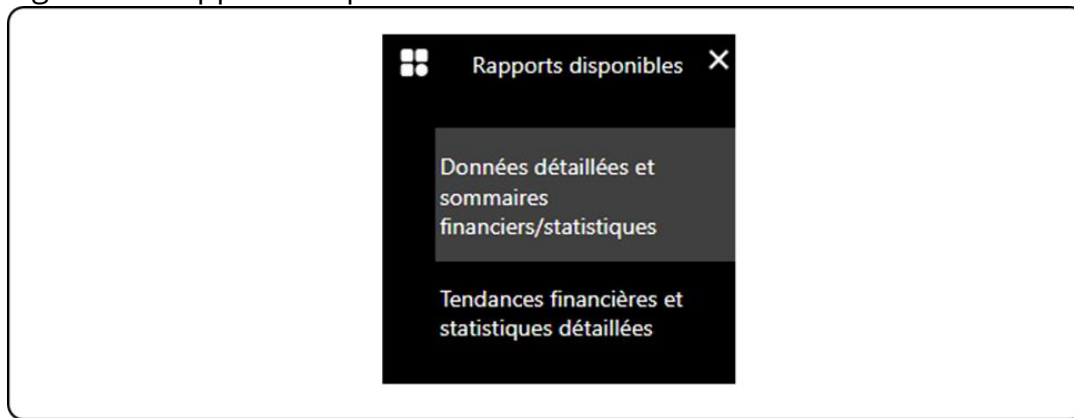 Rapports disponibles
Données détaillées et
sommaires
financiers/statistiques
Tendances financières et
statistiques détaillées